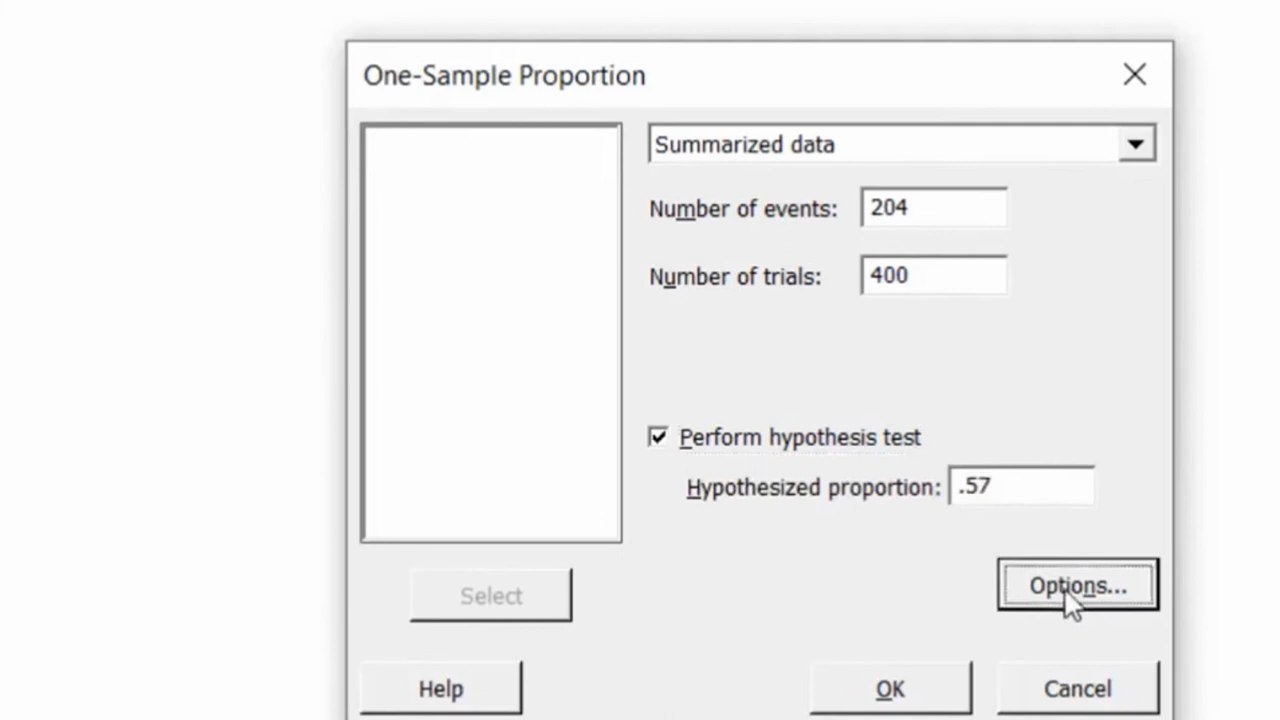 One-Sample Proportion
Summarized data
Number of events: 204
Number of trials: 400
Perform hypothesis test
Hypothesized proportion: .57
Options...
Select
Help OK Cancel